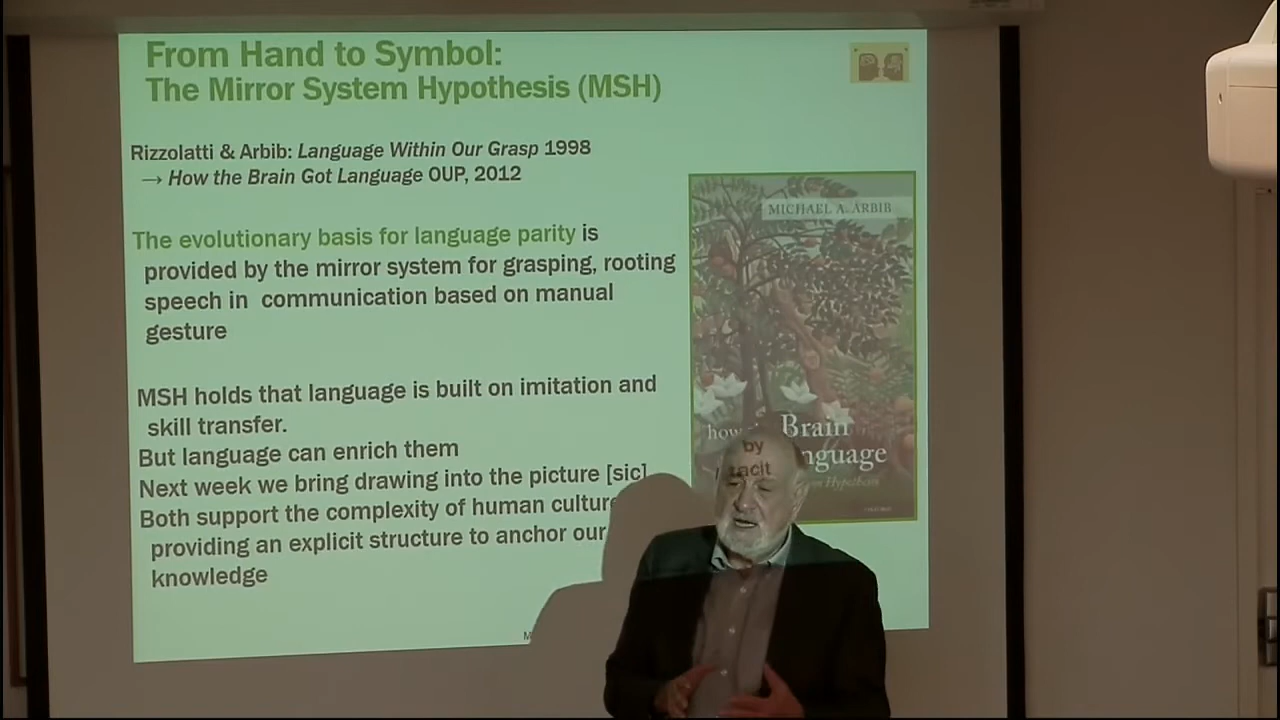 From Hand to Symbol:
The Mirror System Hypothesis (MSH)
Rizzolatti & Arbib: Language Within Our Grasp 1998
→ How the Brain Got Language OUP, 2012
The evolutionary basis for language parity is
provided by the mirror system for grasping, rooting
speech in communication based on manual
gesture
MSH holds that language is built on imitation and
skill transfer.
But language can enrich them
Next week we bring drawing into the picture [sic]
Both support the complexity of human culture
by
providing an explicit structure to anchor our
tacit
knowledge
MICHAEL A. ARBIB
how
Brain
Hypothesis